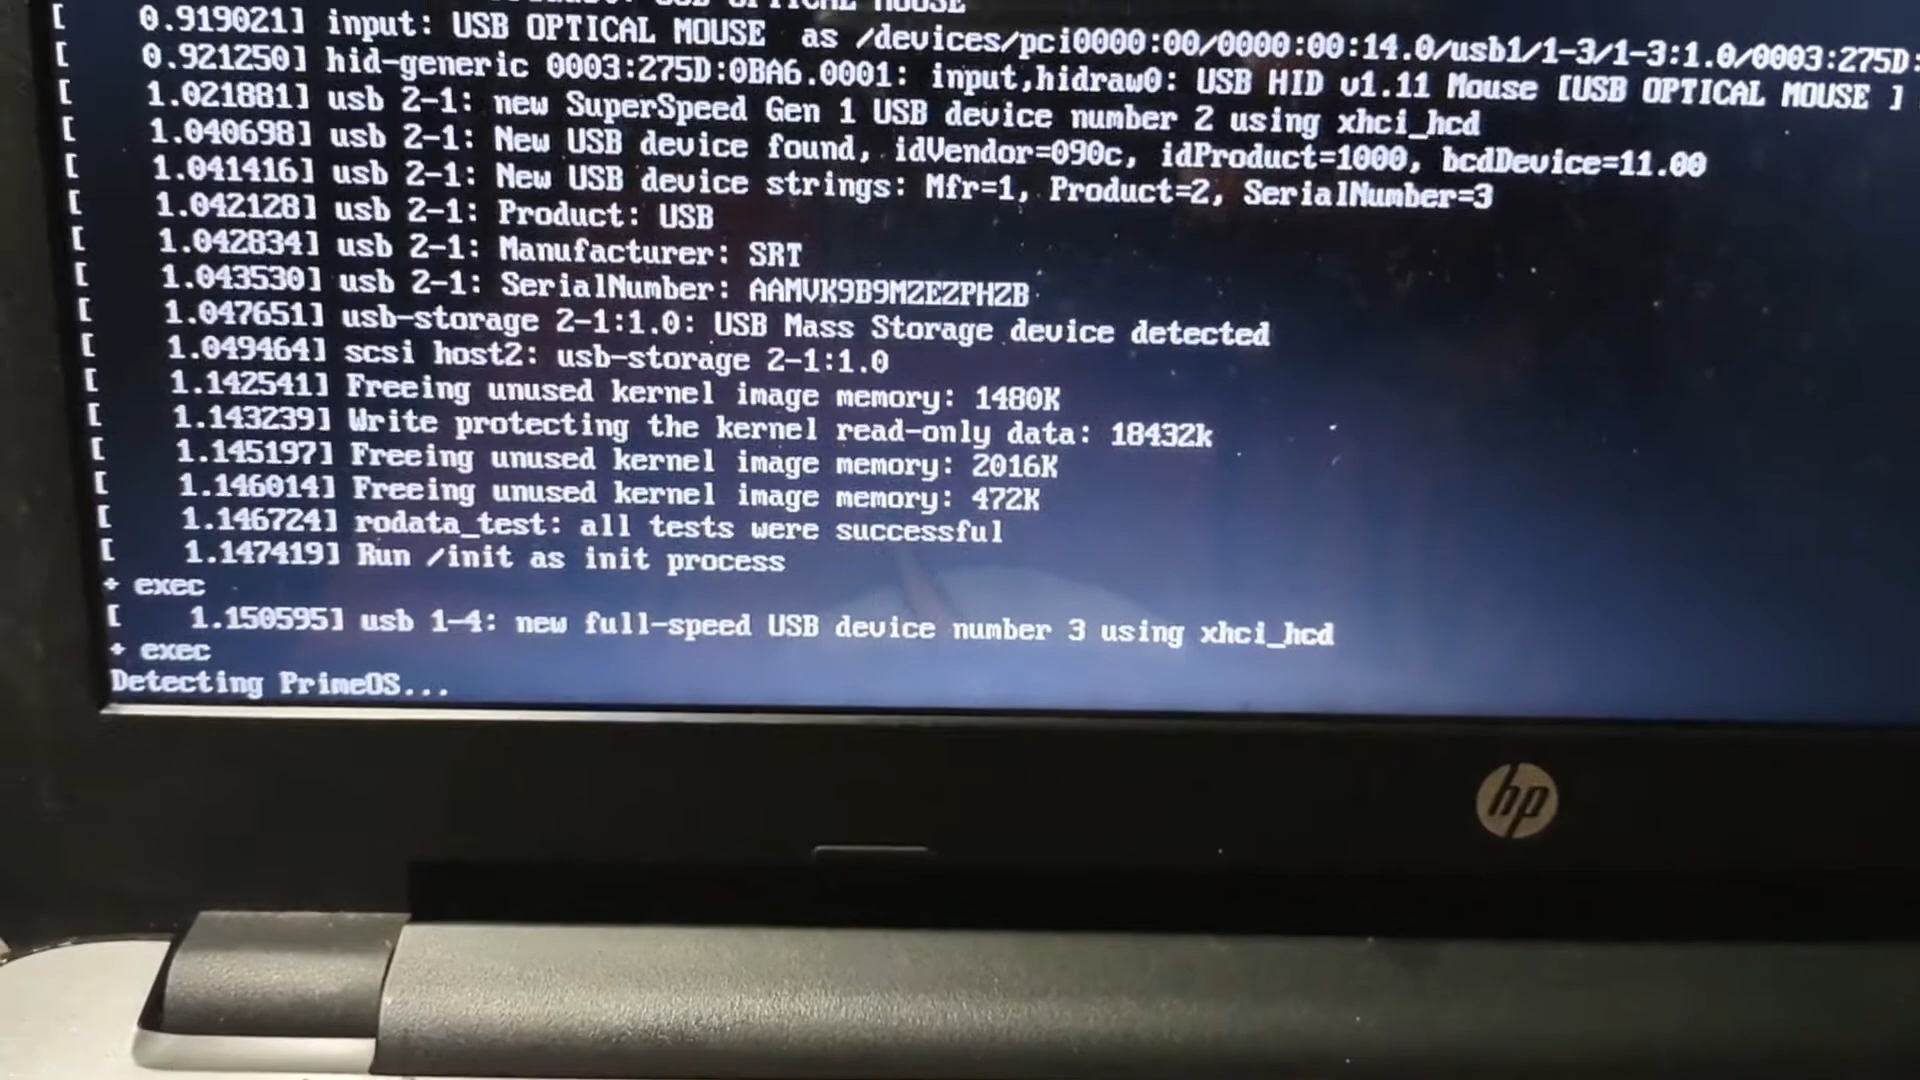 USB OPTICAL MOUSE
[    0.919021] input: USB OPTICAL MOUSE  as /devices/pci0000:00/0000:00:14.0/usb1/1-3/1-3:1.0/0003:275D:
[    0.921250] hid-generic 0003:275D:0BA6.0001: input,hidraw0: USB HID v1.11 Mouse [USB OPTICAL MOUSE ]
[    1.021881] usb 2-1: new SuperSpeed Gen 1 USB device number 2 using xhci_hcd
[    1.040698] usb 2-1: New USB device found, idVendor=090c, idProduct=1000, bcdDevice=11.00
[    1.041416] usb 2-1: New USB device strings: Mfr=1, Product=2, SerialNumber=3
[    1.042128] usb 2-1: Product: USB
[    1.042834] usb 2-1: Manufacturer: SRT
[    1.043530] usb 2-1: SerialNumber: AAMVK9B9MZEZPHZB
[    1.047651] usb-storage 2-1:1.0: USB Mass Storage device detected
[    1.049464] scsi host2: usb-storage 2-1:1.0
[    1.142541] Freeing unused kernel image memory: 1480K
[    1.143239] Write protecting the kernel read-only data: 18432k
[    1.145197] Freeing unused kernel image memory: 2016K
[    1.146014] Freeing unused kernel image memory: 472K
[    1.146724] rodata_test: all tests were successful
[    1.147419] Run /init as init process
+ exec
[    1.150595] usb 1-4: new full-speed USB device number 3 using xhci_hcd
+ exec
Detecting PrimeOS...
hp